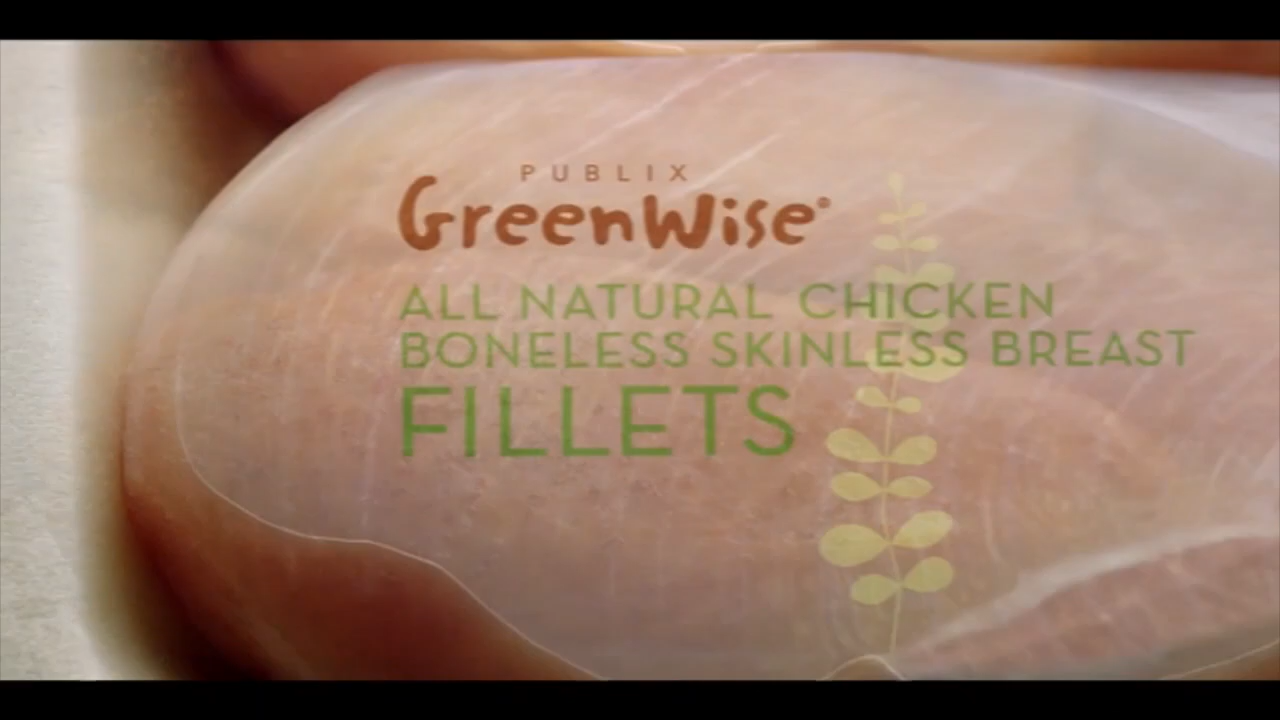 PUBLIX
GreenWise®
ALL NATURAL CHICKEN
BONELESS SKINLESS BREAST
FILLETS